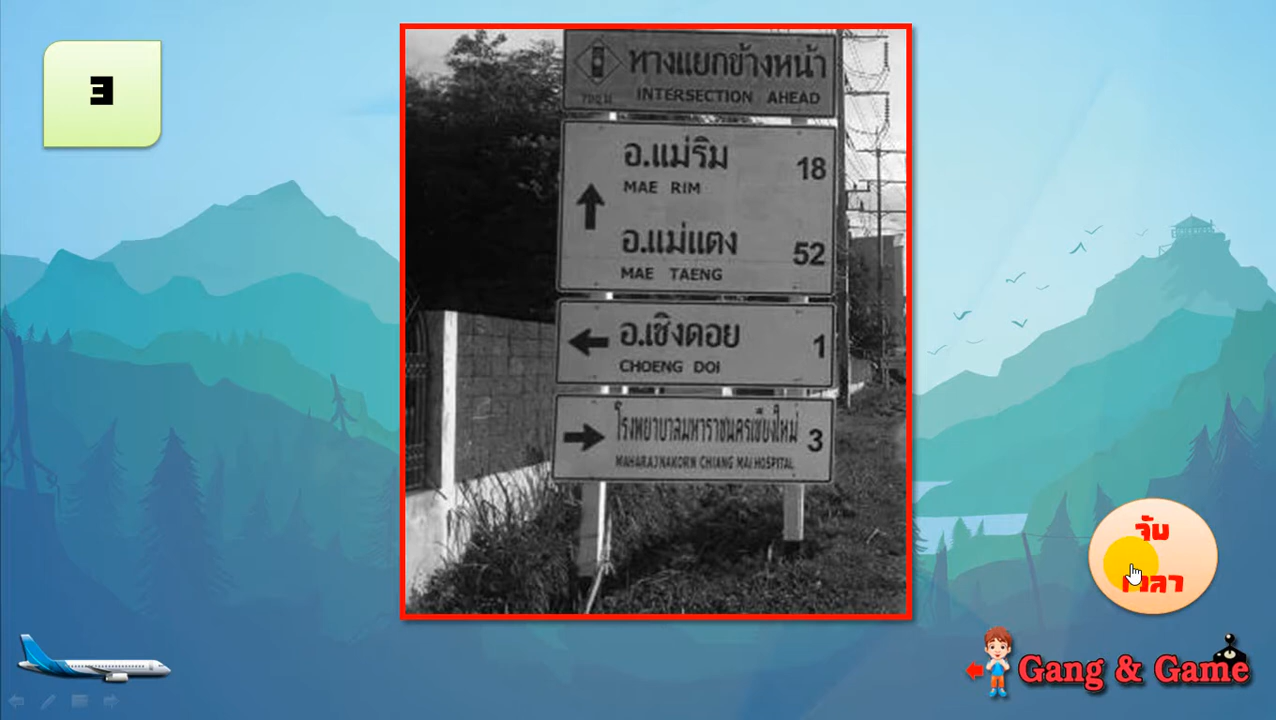 3
ทางแยกข้างหน้า
INTERSECTION AHEAD
อ.แม่ริม 18
MAE RIM
อ.แม่แตง 52
MAE TAENG
อ.เชิงดอย 1
CHOENG DOI
โรงพยาบาลมหาราชนครเชียงใหม่ 3
MAHARAJ NAKORN CHIANG MAI HOSPITAL
จับ
Gang & Game